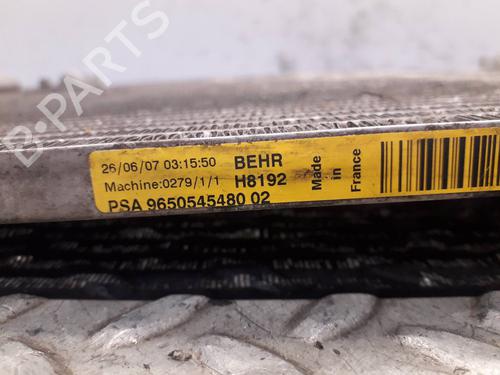 B-PARTS
26/06/07 03:15:50 BEHR
Machine:0279/1/1 H8192
PSA 9650545480 02
Made
in
France